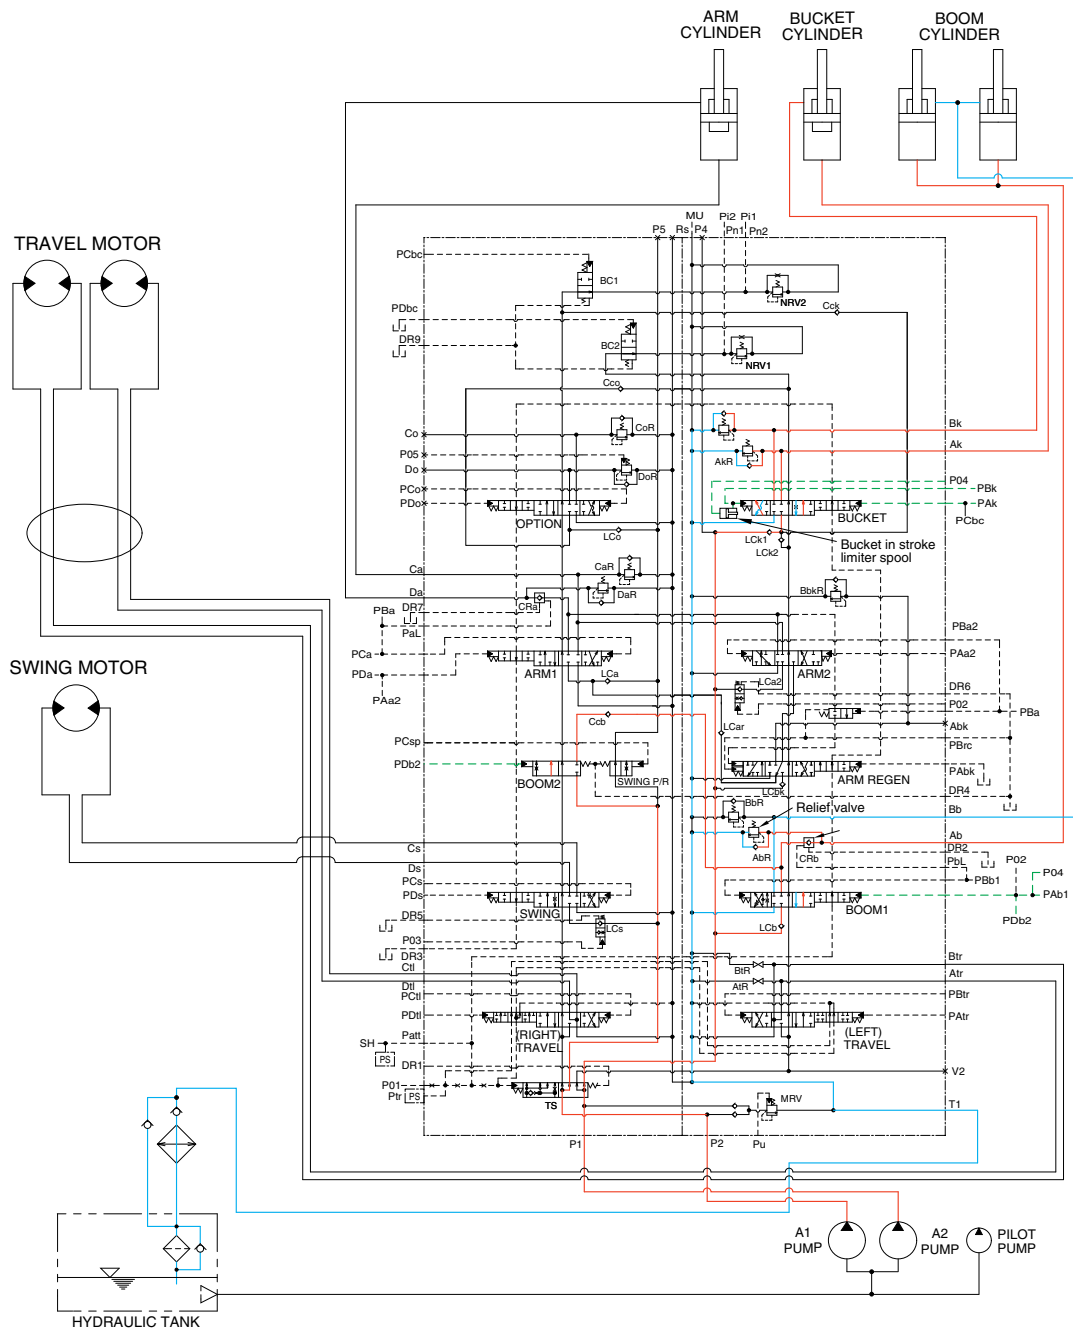 ARM
CYLINDER
BUCKET
CYLINDER
BOOM
CYLINDER
TRAVEL MOTOR
SWING MOTOR
P5
Rs
MU
P4
Pi2
Pn1
Pi1
Pn2
PCbc
BC1
NRV2
Cck
PDbc
DR9
BC2
NRV1
Cco
Co
CoR
Bk
Ak
P05
Do
DoR
AkR
P04
PBk
PCo
PDo
PAk
PCbc
OPTION
BUCKET
LCo
LCk1
LCk2
Bucket in stroke
limiter spool
Ca
CaR
Da
DaR
CRa
BbkR
PBa
DR7
PaL
PBa2
PCa
PAa2
PDa
PAa2
ARM1
ARM2
LCa
LCa2
DR6
P02
PBa
Ccb
LCar
Abk
PCsp
PBrc
PDb2
PAbk
BOOM2
SWING P/R
ARM REGEN
LCbk
DR4
BbR
Relief valve
Bb
AbR
CRb
Ab
DR2
PbL
Cs
Ds
PCs
PDs
PBb1
P02
P04
PAb1
PDb2
SWING
BOOM1
DR5
LCs
LCb
P03
DR3
Ctl
BtR
Btr
AtR
Atr
Dtl
PCtl
PBtr
PDtl
PAtr
(RIGHT)
TRAVEL
(LEFT)
TRAVEL
Patt
SH
PS
DR1
P01
Ptr
PS
TS
V2
MRV
T1
P1
P2
Pu
A1
PUMP
A2
PUMP
PILOT
PUMP
HYDRAULIC TANK